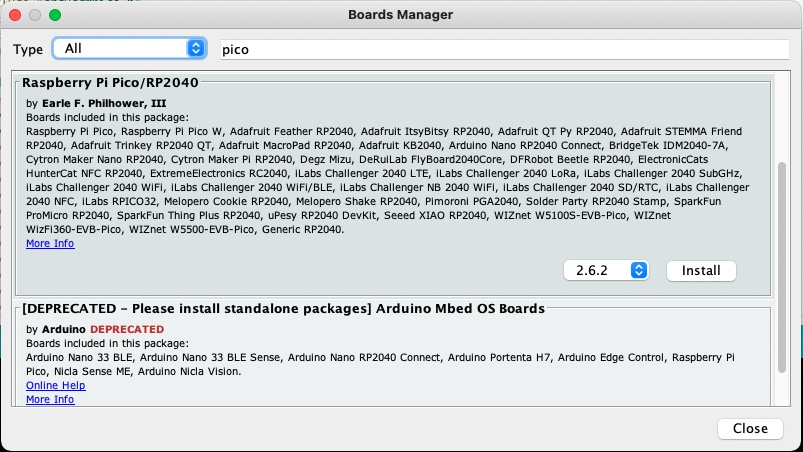 Boards Manager
Type All pico
Raspberry Pi Pico/RP2040
by Earle F. Philhower, III
Boards included in this package:
Raspberry Pi Pico, Raspberry Pi Pico W, Adafruit Feather RP2040, Adafruit ItsyBitsy RP2040, Adafruit QT Py RP2040, Adafruit STEMMA Friend
RP2040, Adafruit Trinkey RP2040 QT, Adafruit MacroPad RP2040, Adafruit KB2040, Arduino Nano RP2040 Connect, BridgeTek IDM2040-7A,
Cytron Maker Nano RP2040, Cytron Maker Pi RP2040, Degz Mizu, DeRuiLab FlyBoard2040Core, DFRobot Beetle RP2040, ElectronicCats
HunterCat NFC RP2040, ExtremeElectronics RC2040, iLabs Challenger 2040 LTE, iLabs Challenger 2040 LoRa, iLabs Challenger 2040 SubGHz,
iLabs Challenger 2040 WiFi, iLabs Challenger 2040 WiFi/BLE, iLabs Challenger NB 2040 WiFi, iLabs Challenger 2040 SD/RTC, iLabs Challenger
2040 NFC, iLabs RPICO32, Melopero Cookie RP2040, Melopero Shake RP2040, Pimoroni PGA2040, Solder Party RP2040 Stamp, SparkFun
ProMicro RP2040, SparkFun Thing Plus RP2040, uPesy RP2040 DevKit, Seeed XIAO RP2040, WIZnet W5100S-EVB-Pico, WIZnet
WizFi360-EVB-Pico, WIZnet W5500-EVB-Pico, Generic RP2040.
More Info
2.6.2 Install
[DEPRECATED - Please install standalone packages] Arduino Mbed OS Boards
by Arduino DEPRECATED
Boards included in this package:
Arduino Nano 33 BLE, Arduino Nano 33 BLE Sense, Arduino Nano RP2040 Connect, Arduino Portenta H7, Arduino Edge Control, Raspberry Pi
Pico, Nicla Sense ME, Arduino Nicla Vision.
Online Help
More Info
Close